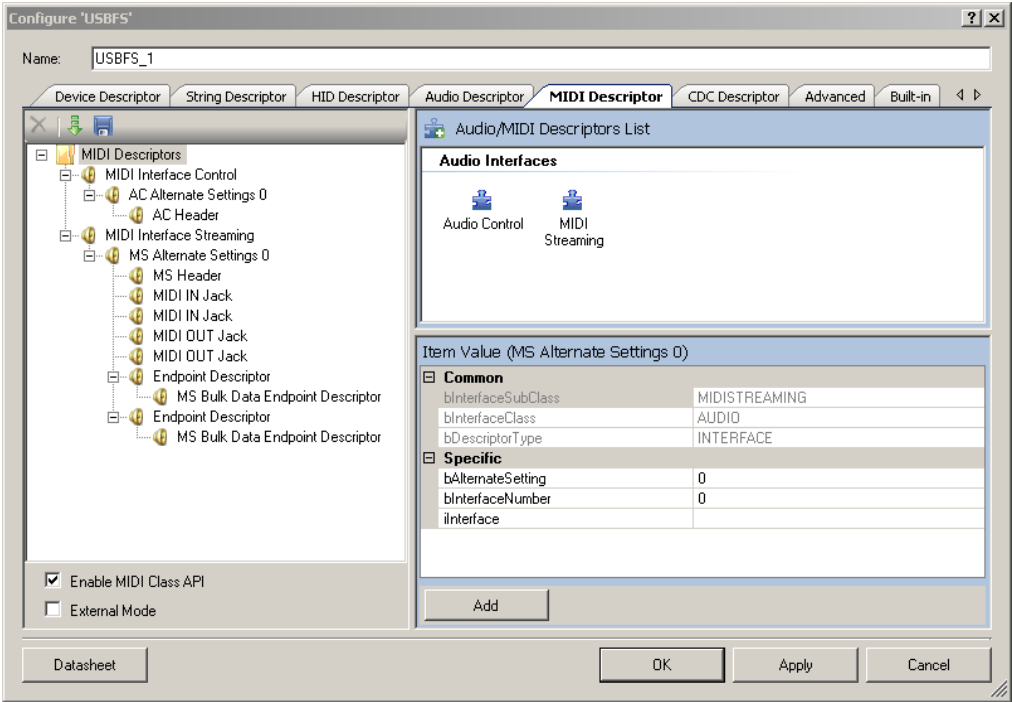 Configure 'USBFS'
Name: USBFS_1
Device Descriptor String Descriptor HID Descriptor Audio Descriptor MIDI Descriptor CDC Descriptor Advanced Built-in
MIDI Descriptors
MIDI Interface Control
AC Alternate Settings 0
AC Header
MIDI Interface Streaming
MS Alternate Settings 0
MS Header
MIDI IN Jack
MIDI IN Jack
MIDI OUT Jack
MIDI OUT Jack
Endpoint Descriptor
MS Bulk Data Endpoint Descriptor
Endpoint Descriptor
MS Bulk Data Endpoint Descriptor
Enable MIDI Class API
External Mode
Audio/MIDI Descriptors List
Audio Interfaces
Audio Control
MIDI
Streaming
Item Value (MS Alternate Settings 0)
Common
bInterfaceSubClass MIDISTREAMING
bInterfaceClass AUDIO
bDescriptorType INTERFACE
Specific
bAlternateSetting 0
bInterfaceNumber 0
iInterface
Add
Datasheet OK Apply Cancel